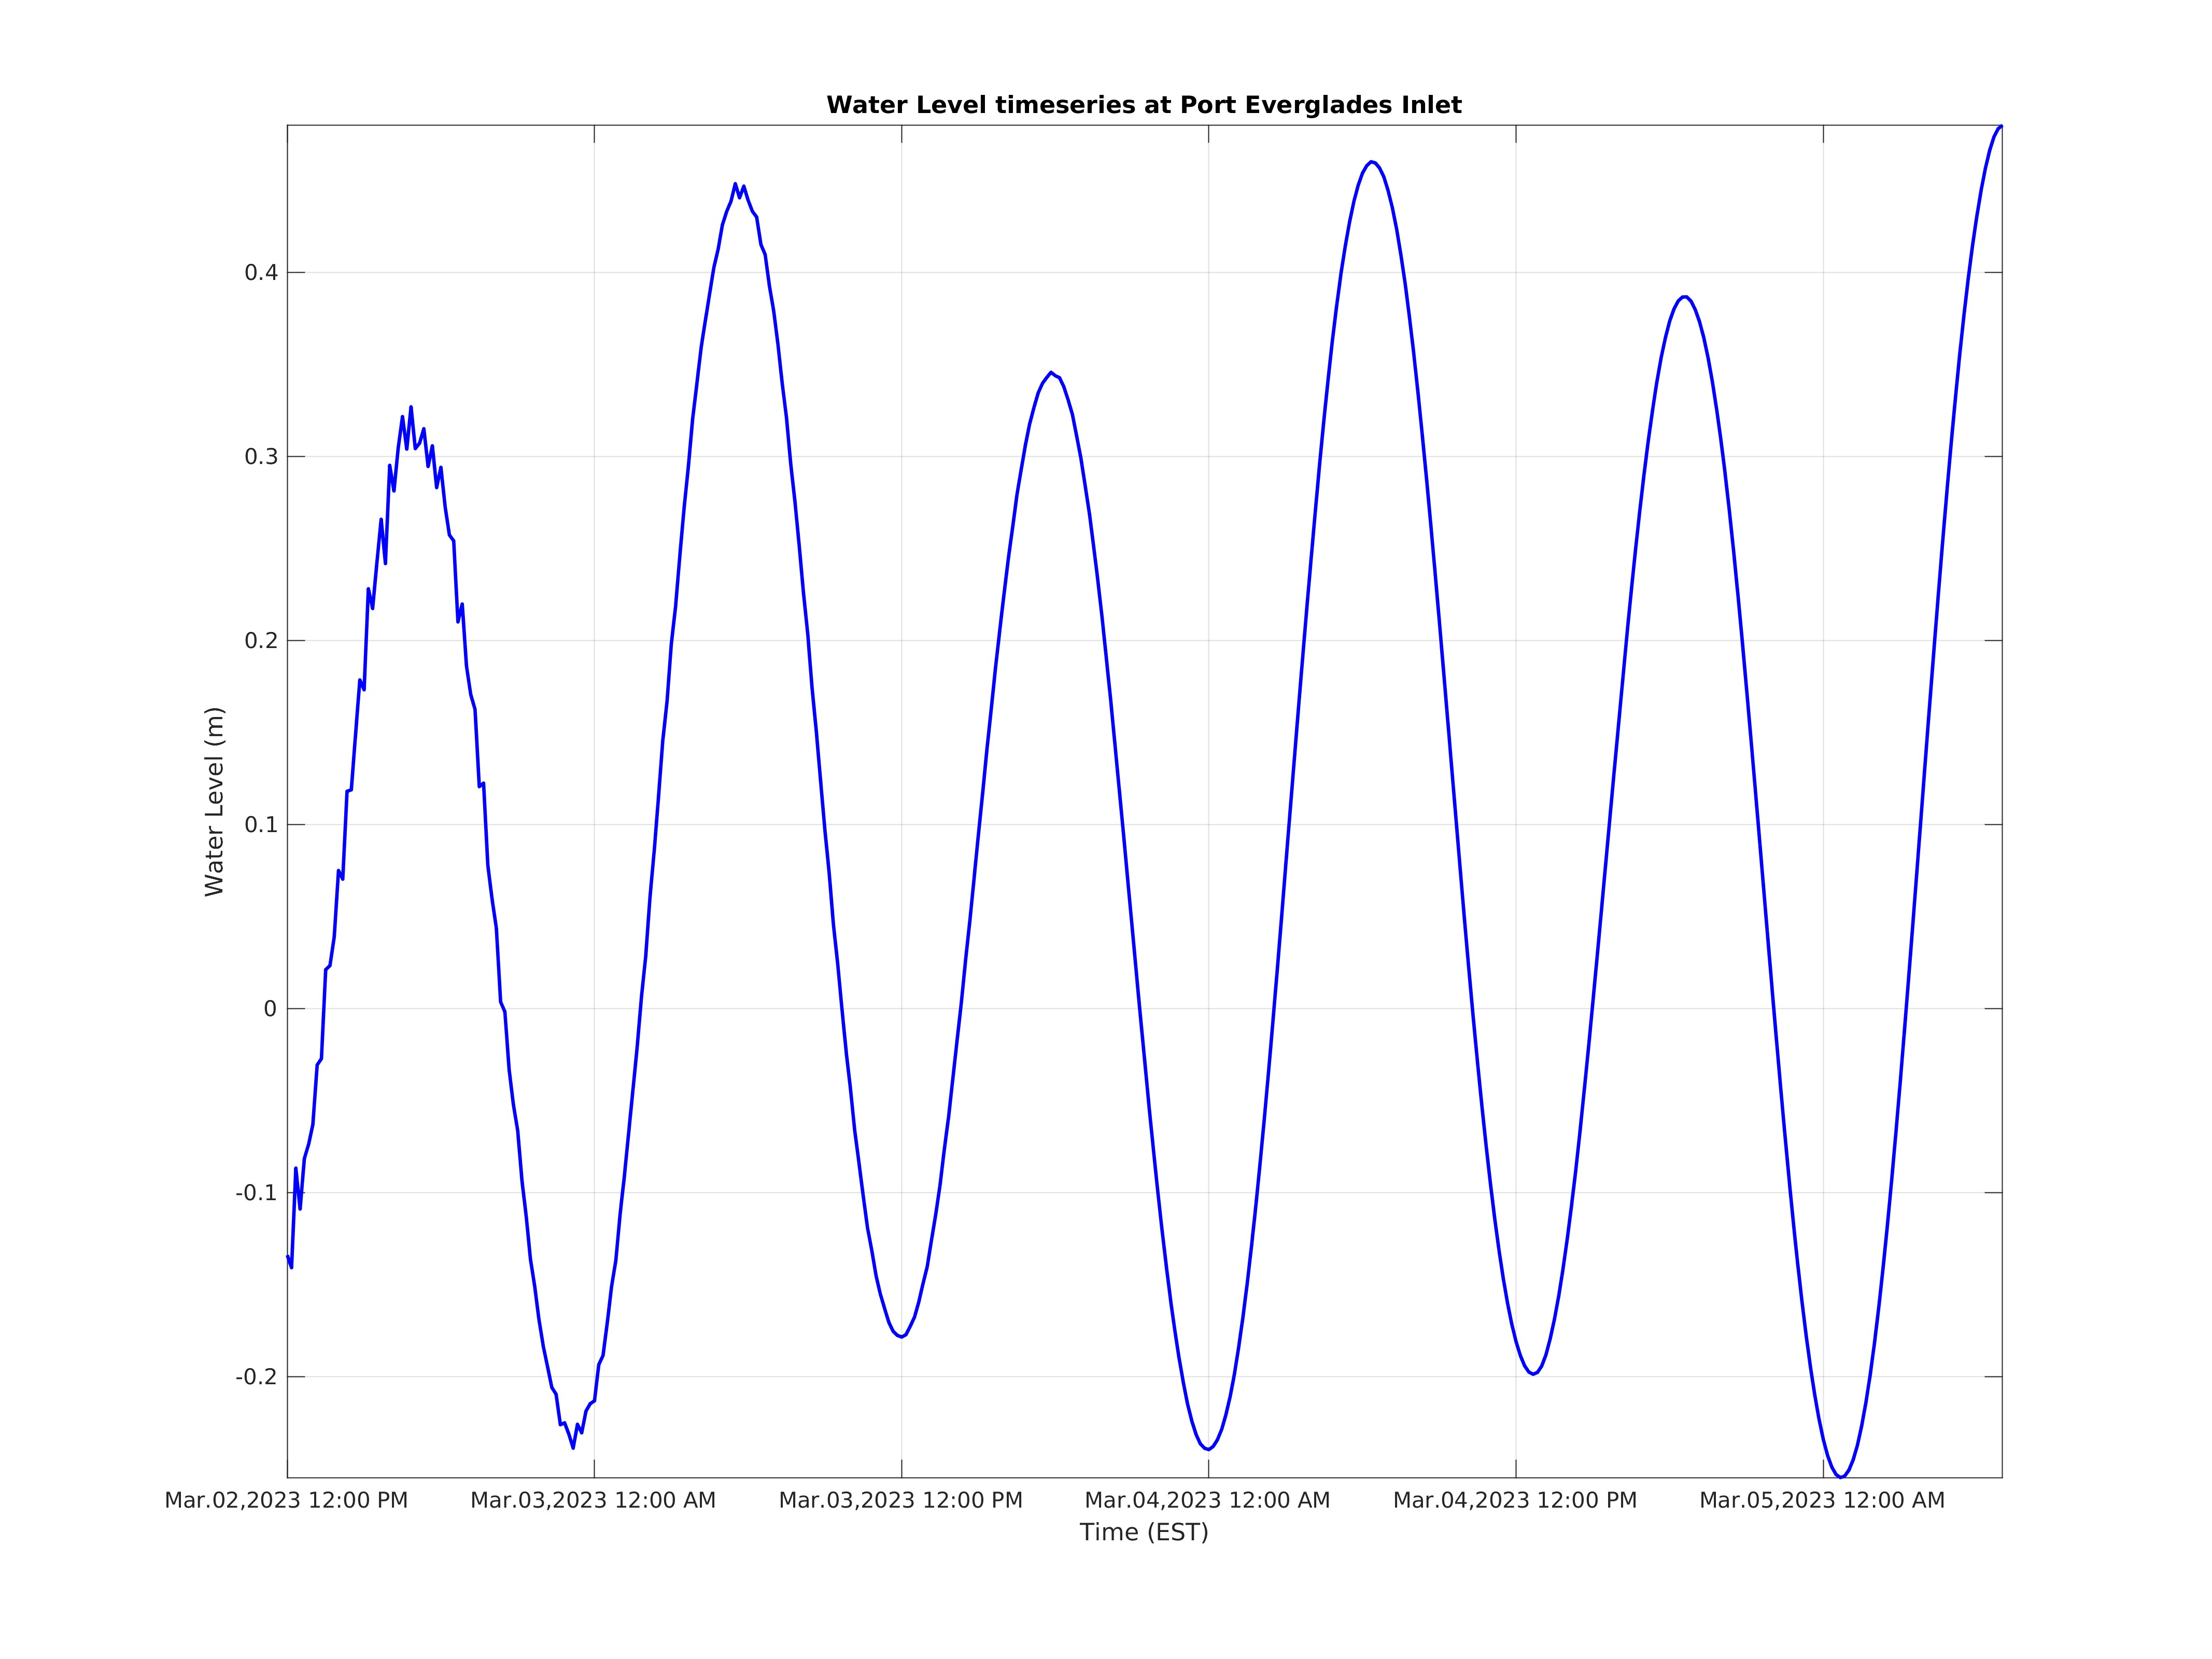 Water Level timeseries at Port Everglades Inlet
Water Level (m)
0.4
0.3
0.2
0.1
0
-0.1
-0.2
Mar.02,2023 12:00 PM Mar.03,2023 12:00 AM Mar.03,2023 12:00 PM Mar.04,2023 12:00 AM Mar.04,2023 12:00 PM Mar.05,2023 12:00 AM
Time (EST)